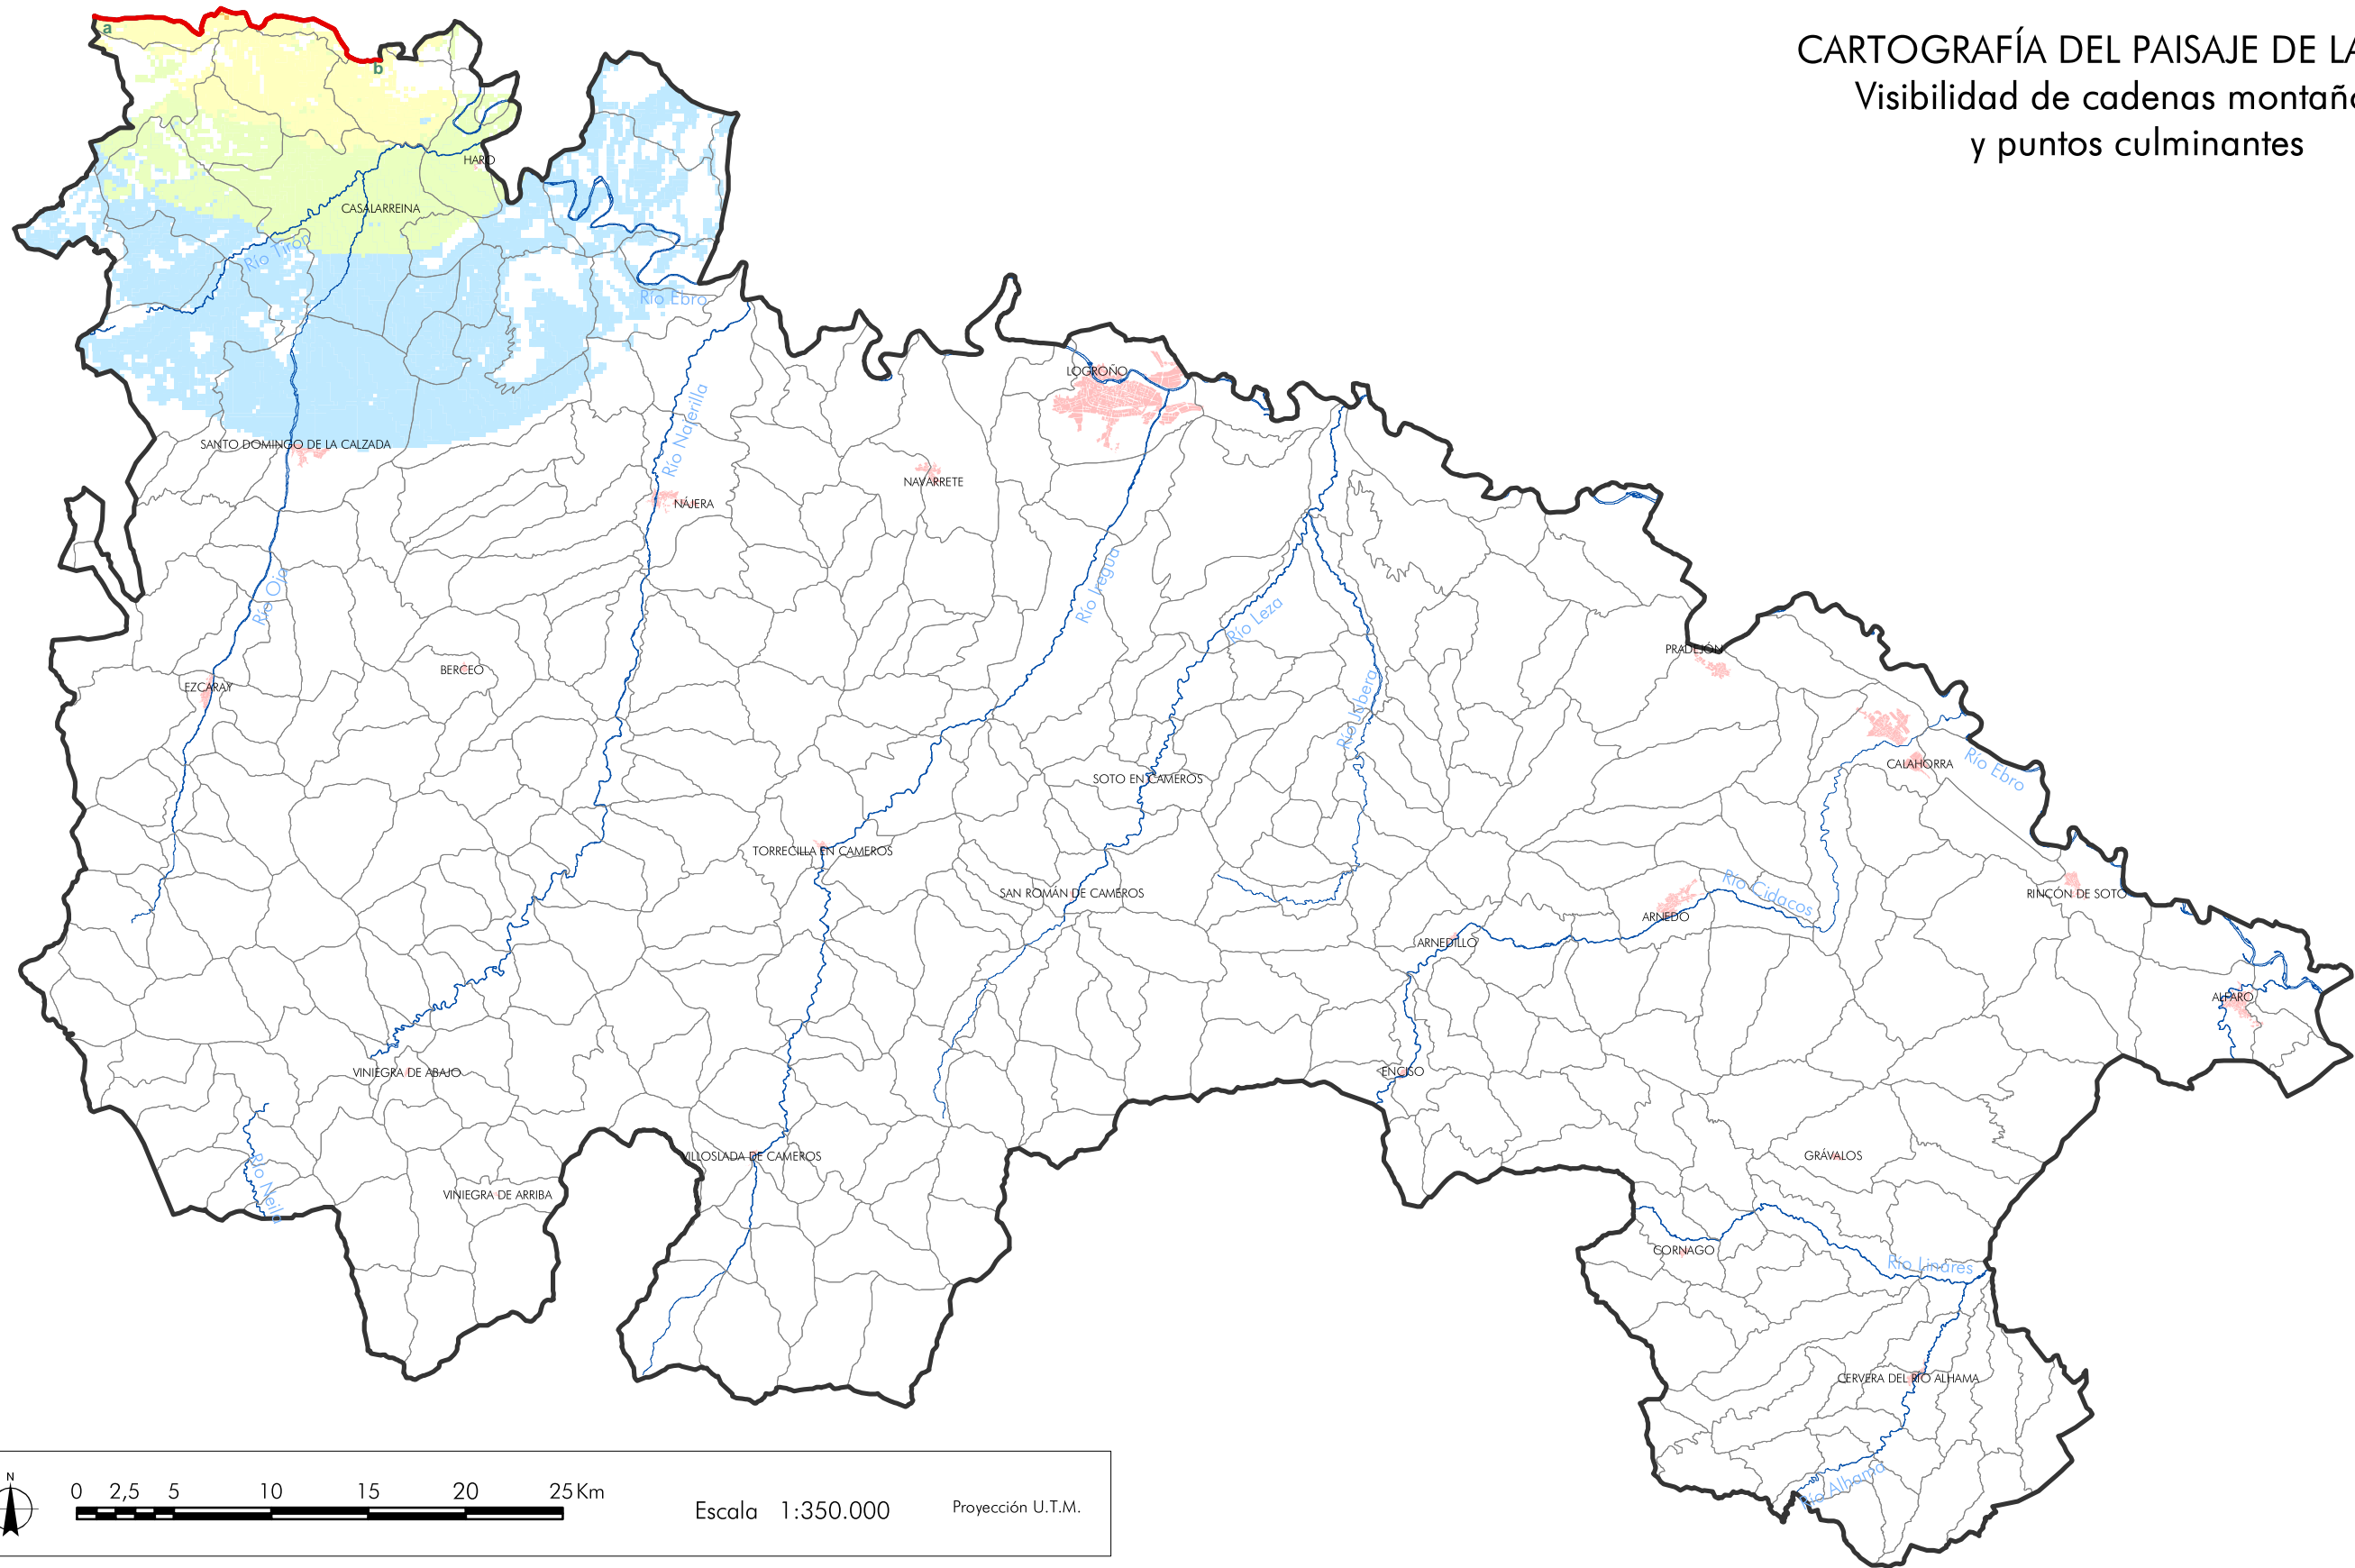 CARTOGRAFÍA DEL PAISAJE DE LA
Visibilidad de cadenas montaño
y puntos culminantes
a
b
HARO
CASALARREINA
Río Tirón
Río Ebro
LOGROÑO
SANTO DOMINGO DE LA CALZADA
Río Najerilla
NAVARRETE
NÁJERA
Río Oja
Río Iregua
Río Leza
PRADEJÓN
BERCEO
EZCARAY
Río Jubera
SOTO EN CAMEROS
CALAHORRA
Río Ebro
TORRECILLA EN CAMEROS
SAN ROMÁN DE CAMEROS
Río Cidacos
RINCÓN DE SOTO
ARNEDO
ARNEDILLO
ALFARO
VINIEGRA DE ABAJO
ENCISO
VILLOSLADA DE CAMEROS
GRÁVALOS
Río Neila
VINIEGRA DE ARRIBA
CORNAGO
Río Linares
CERVERA DEL RÍO ALHAMA
Río Alhama
N
0 2,5 5 10 15 20 25 Km
Escala 1:350.000
Proyección U.T.M.